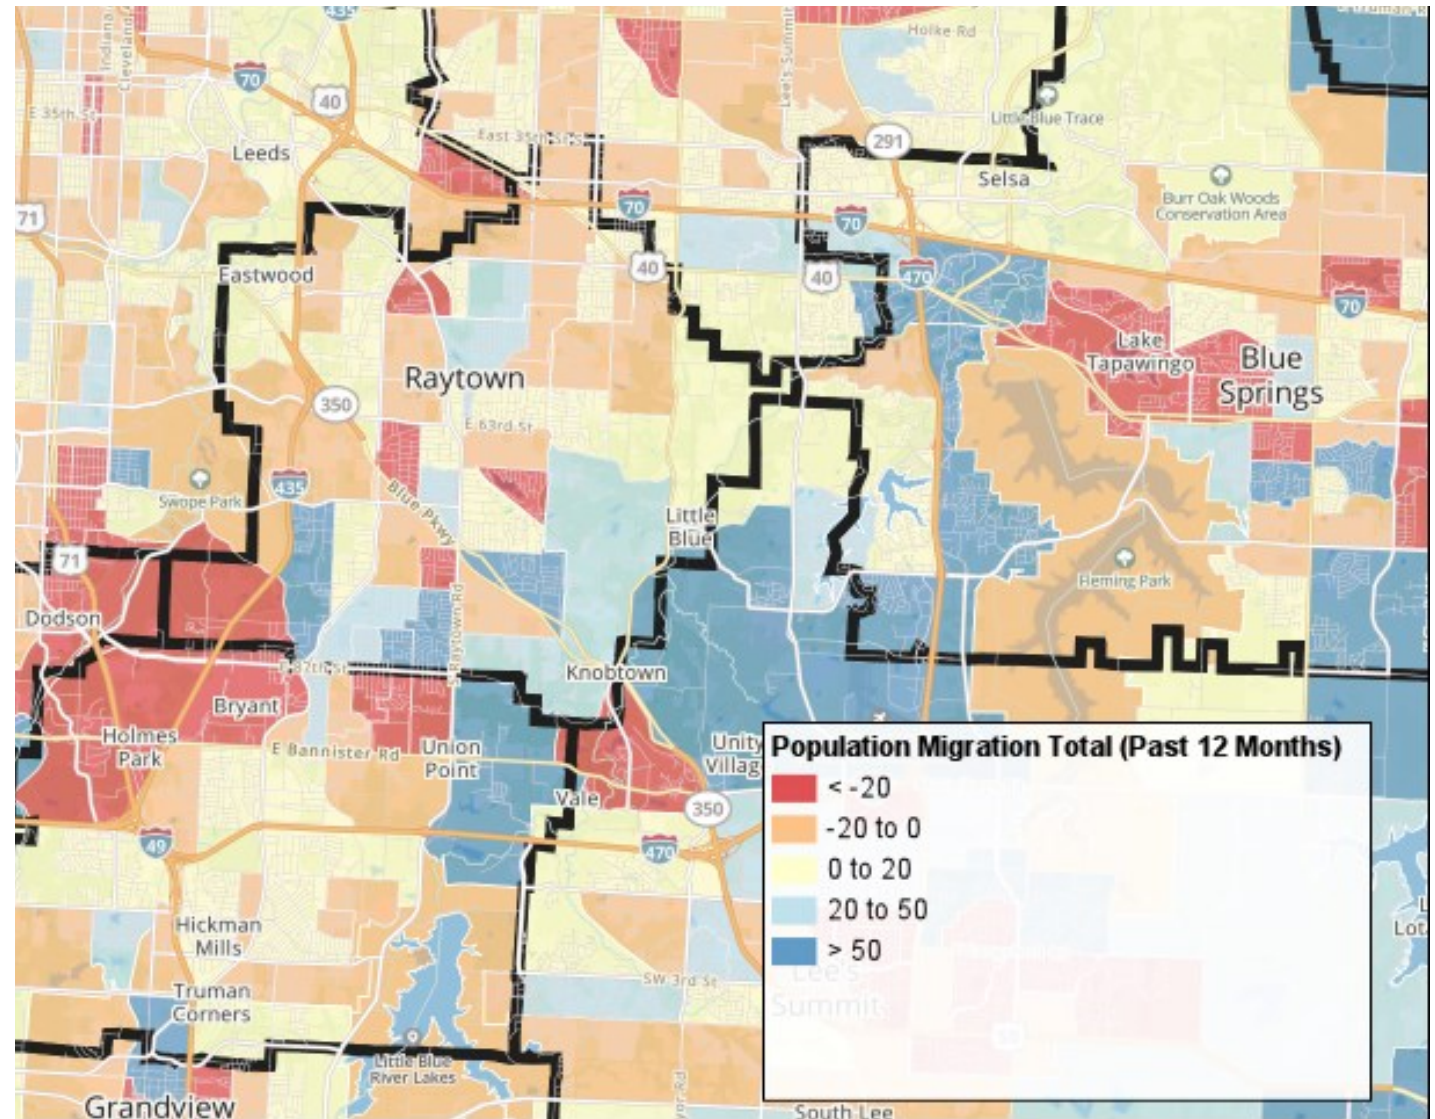 435
Indiana
Cleveland
Lee's Summit
Holke Rd
70
40
E 35th St
Little Blue Trace
East 35th St S
291
Leeds
Selsa
Burr Oak Woods
Conservation Area
71
70
70
Eastwood
40
40
470
70
Lake
Tapawingo
Blue
Springs
Raytown
350
E 63rd St
435
Swope Park
Blue Pkwy
Little
Blue
71
Fleming Park
Dodson
S Raytown Rd
E 87th St
Knobtown
Bryant
Holmes
Park
E Bannister Rd
Union
Point
Unity
Villag
Population Migration Total (Past 12 Months)
< -20
-20 to 0
0 to 20
20 to 50
> 50
Vale
350
49
470
Hickman
Mills
Lot
Lee's
Summit
SW 3rd St
Truman
Corners
Little Blue
River Lakes
Grandview
South Lee